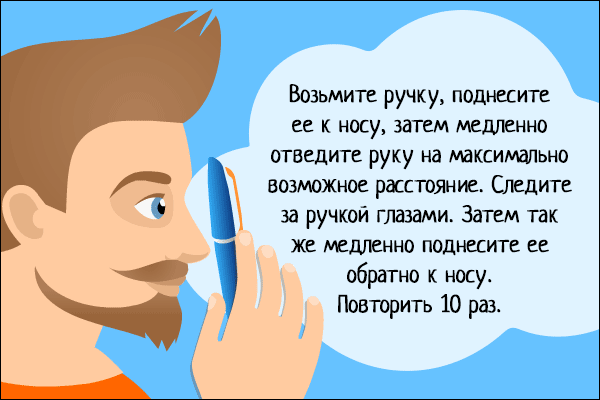 Возьмите ручку, поднесите
ее к носу, затем медленно
отведите руку на максимально
возможное расстояние. Следите
за ручкой глазами. Затем так
же медленно поднесите ее
обратно к носу.
Повторить 10 раз.